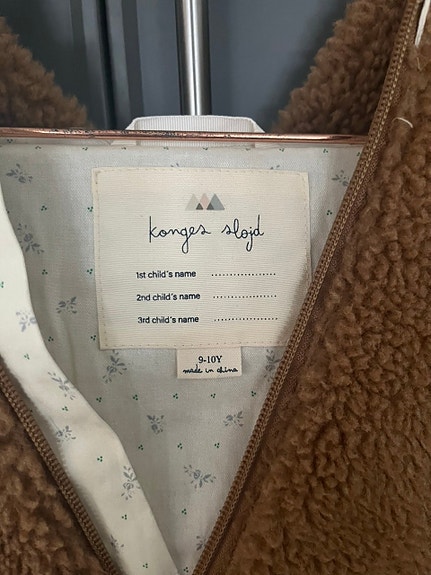 konges sløjd
1st child's name ................
2nd child's name ................
3rd child's name ................
9-10Y
made in china